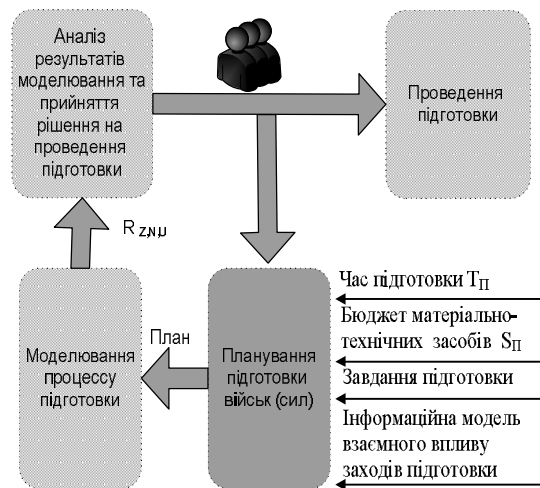 Аналіз
результатів
моделювання та
прийняття
рішення на
проведення
підготовки
Проведення
підготовки
R z,N,μ
Моделювання
процессу
підготовки
План
Планування
підготовки
військ (сил)
Час підготовки TП
Бюджет матеріально-
технічних засобів SП
Завдання підготовки
Інформаційна модель
взаємного впливу
заходів підготовки